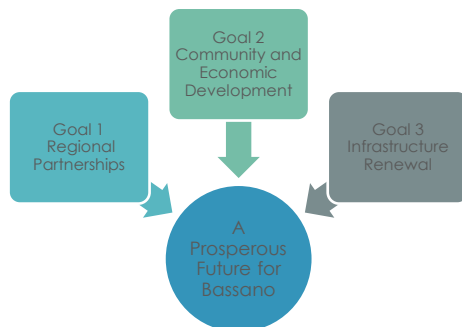 Goal 2
Community and
Economic
Development
Goal 1
Regional
Partnerships
Goal 3
Infrastructure
Renewal
A
Prosperous
Future for
Bassano